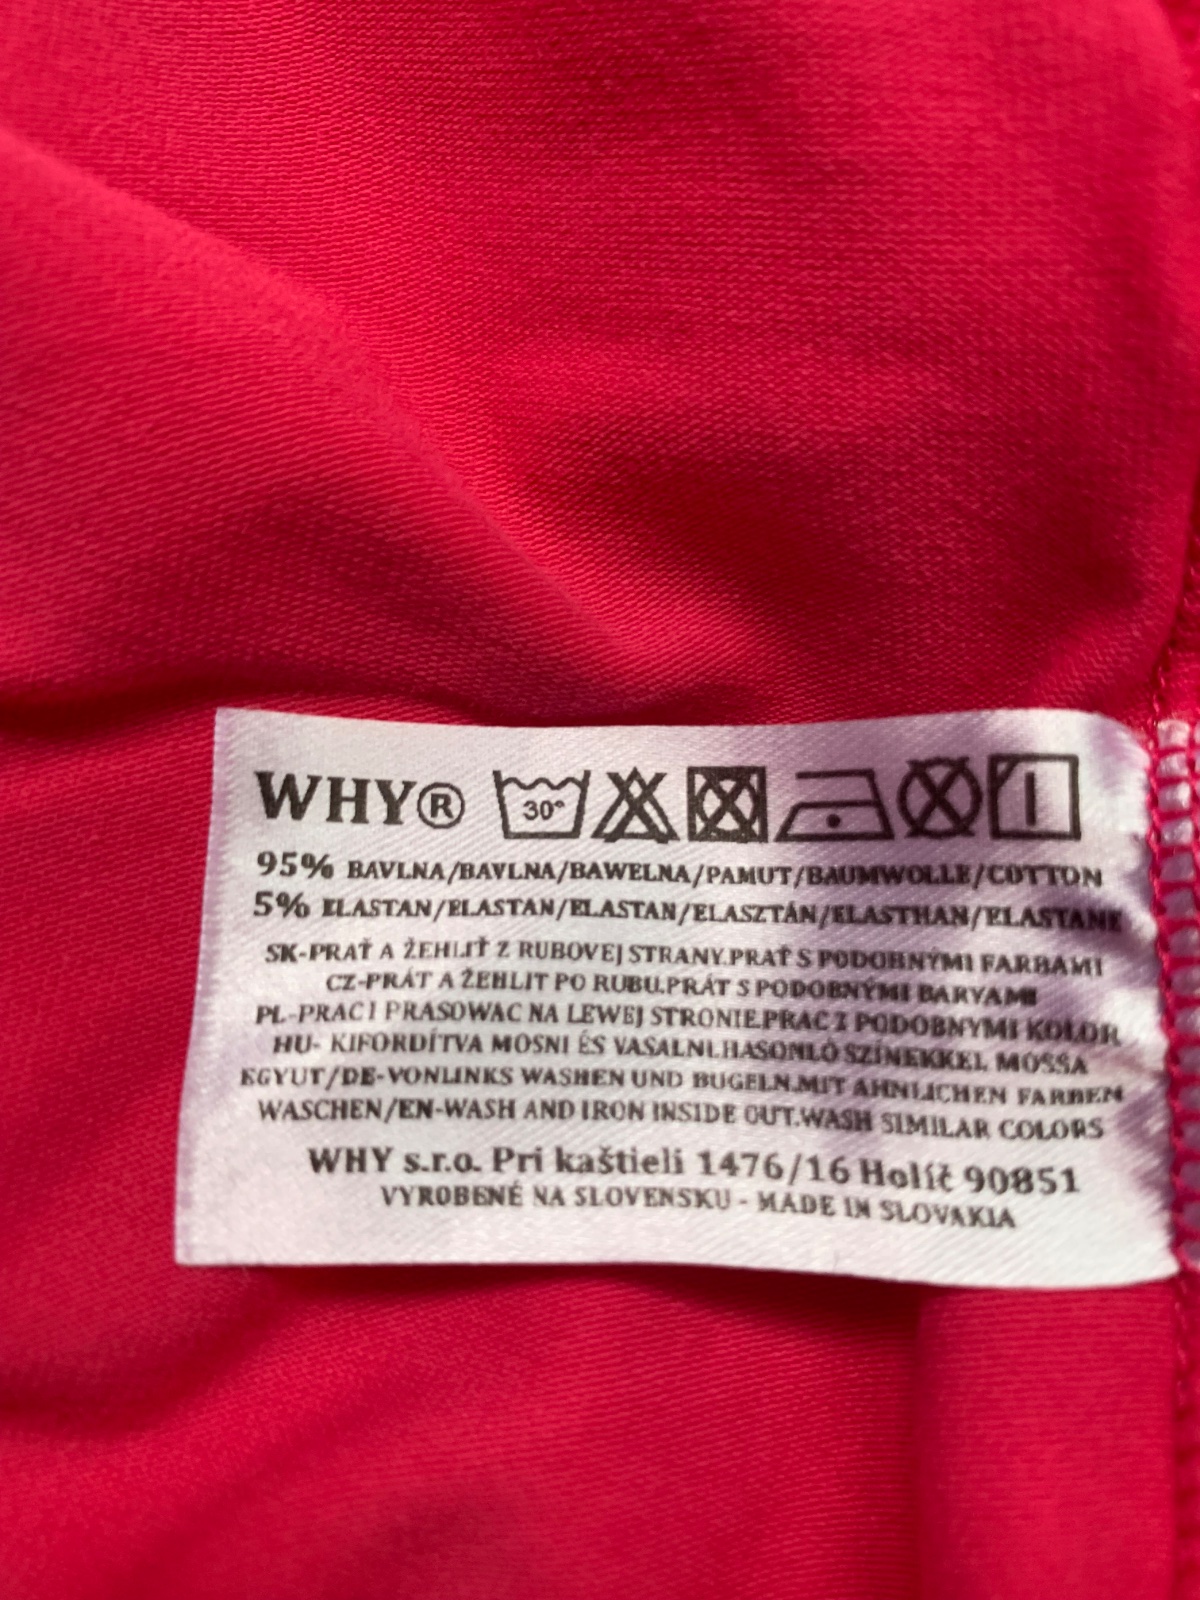 WHY® 30°
95% BAVLNA/BAVLNA/BAWELNA/PAMUT/BAUMWOLLE/COTTON
5% ELASTAN/ELASTAN/ELASTAN/ELASZTÁN/ELASTHAN/ELASTANE
SK-PRAŤ A ŽEHLIŤ Z RUBOVEJ STRANY.PRAŤ S PODOBNÝMI FARBAMI
CZ-PRÁT A ŽEHLIT PO RUBU.PRÁT S PODOBNÝMI BARVAMI
PL-PRAC I PRASOWAC NA LEWEJ STRONIE.PRAC Z PODOBNYMI KOLOR
HU- KIFORDÍTVA MOSNI ÉS VASALNI.HASONLÓ SZÍNEKKEL MOSSA
EGYUT/DE-VONLINKS WASHEN UND BUGELN.MIT AHNLICHEN FARBEN
WASCHEN/EN-WASH AND IRON INSIDE OUT.WASH SIMILAR COLORS
WHY s.r.o. Pri kaštieli 1476/16 Holíč 90851
VYROBENÉ NA SLOVENSKU - MADE IN SLOVAKIA